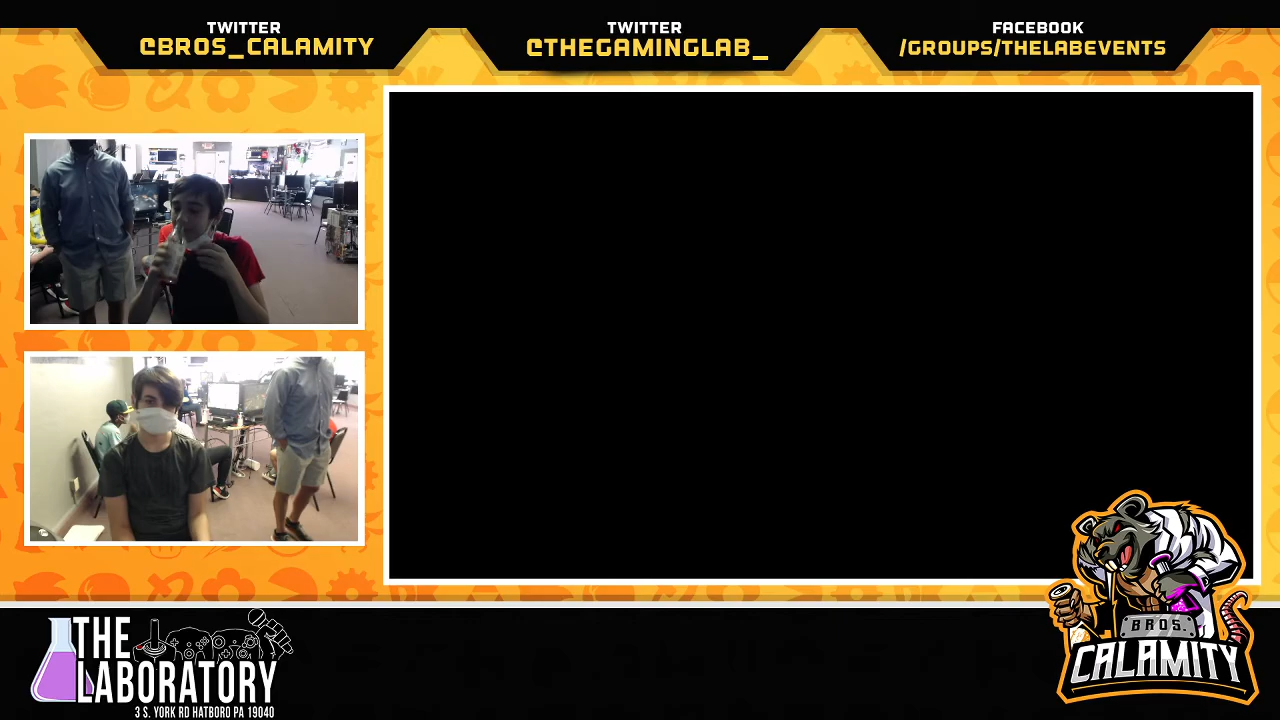 TWITTER
@BROS_CALAMITY
TWITTER
@THEGAMINGLAB_
FACEBOOK
/GROUPS/THELABEVENTS
THE
LABORATORY
3 S. YORK RD HATBORO PA 19040
BROS
CALAMITY